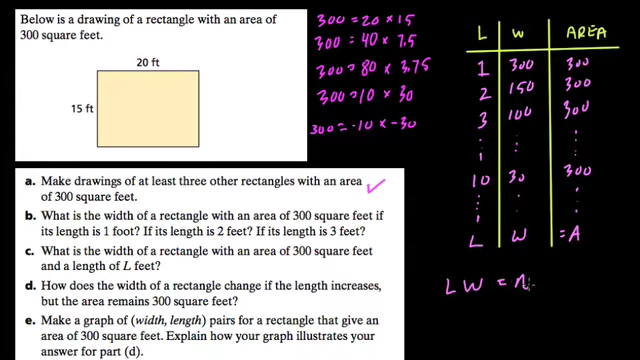 Below is a drawing of a rectangle with an area of
300 square feet.
20 ft
15 ft
300 = 20 × 15
300 = 40 × 7.5
300 = 80 × 3.75
300 = 10 × 30
300 = -10 × -30
L W AREA
1 300 300
2 150 300
3 100 300
10 30 300
L W = A
L W = A
a. Make drawings of at least three other rectangles with an area
of 300 square feet.
b. What is the width of a rectangle with an area of 300 square feet if
its length is 1 foot? If its length is 2 feet? If its length is 3 feet?
c. What is the width of a rectangle with an area of 300 square feet
and a length of L feet?
d. How does the width of a rectangle change if the length increases,
but the area remains 300 square feet?
e. Make a graph of (width, length) pairs for a rectangle that give an
area of 300 square feet. Explain how your graph illustrates your
answer for part (d).